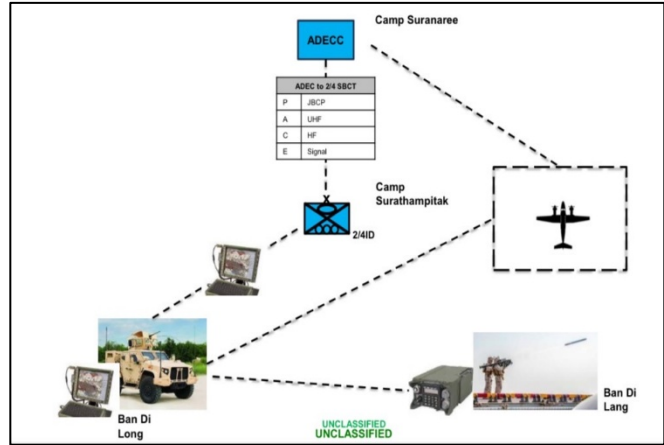 Camp Suranaree
ADECC
ADEC to 2/4 SBCT
P JBCP
A UHF
C HF
E Signal
Camp
Surathampitak
X
2/4ID
Ban Di
Long
Ban Di
Lang
UNCLASSIFIED
UNCLASSIFIED